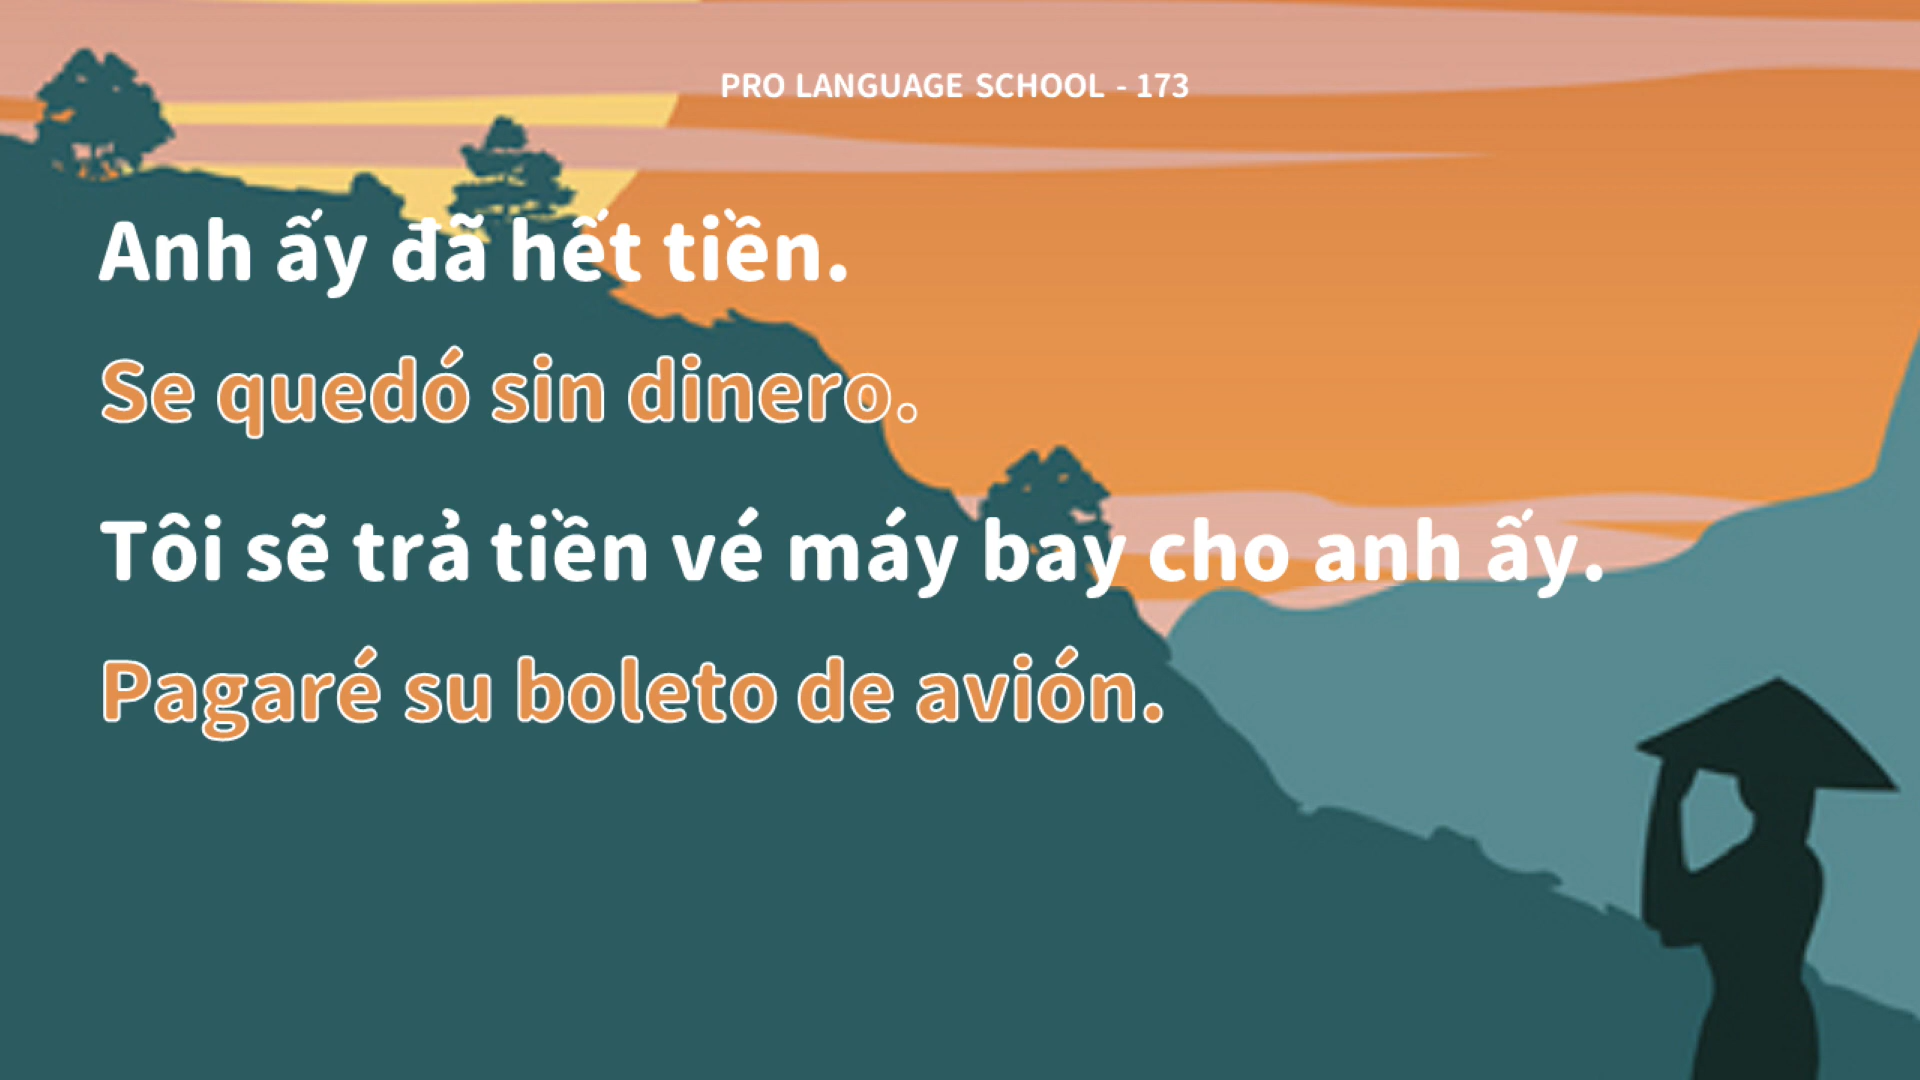 PRO LANGUAGE SCHOOL - 173
Anh ấy đã hết tiền.
Se quedó sin dinero.
Tôi sẽ trả tiền vé máy bay cho anh ấy.
Pagaré su boleto de avión.